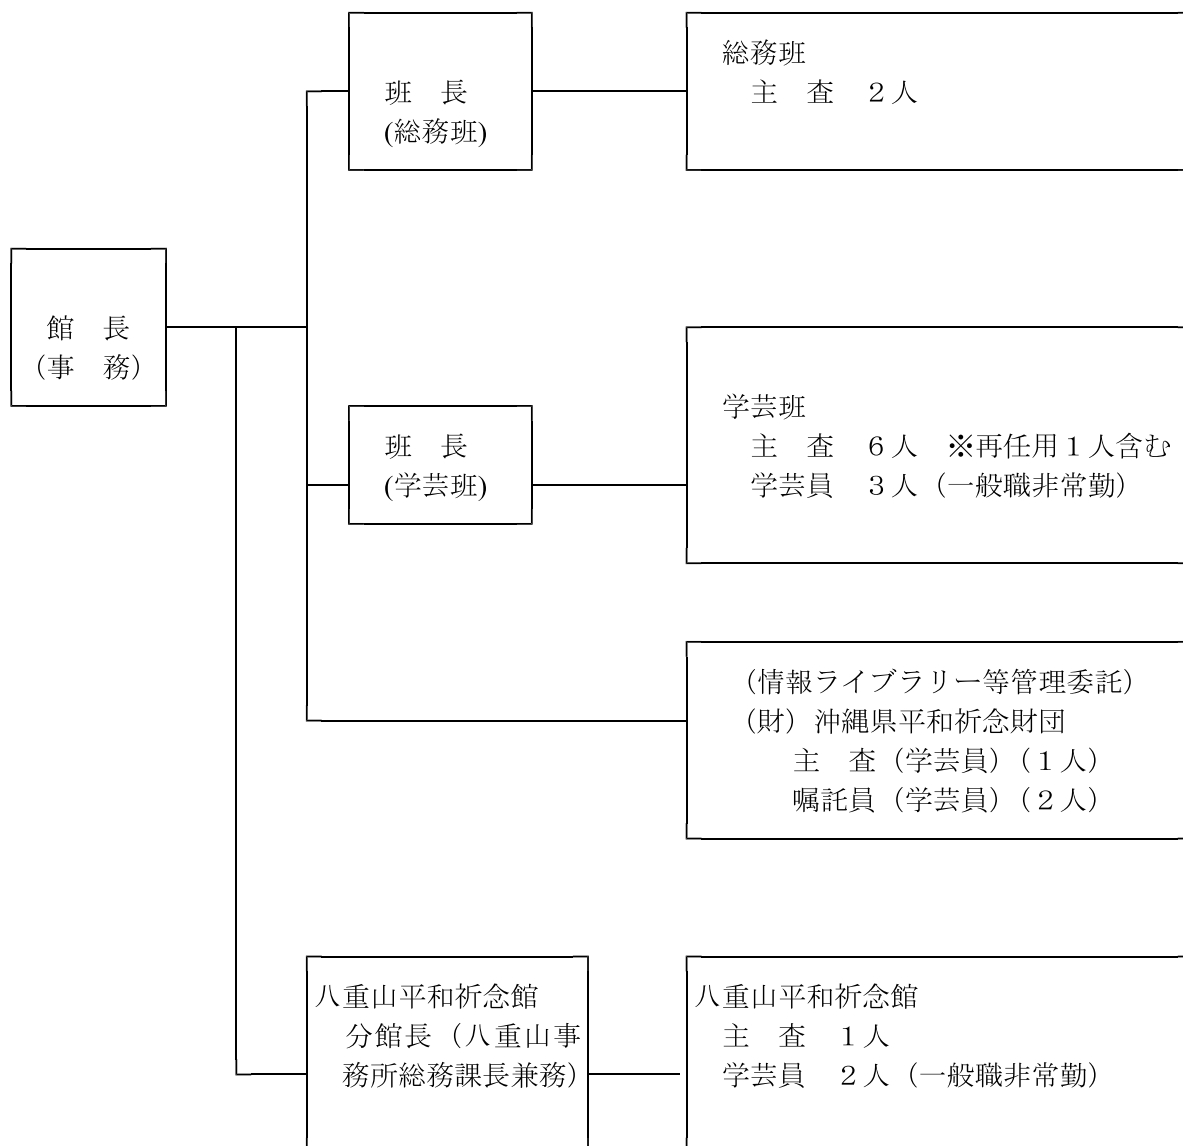 班　長
(総務班)
総務班
主　査　２人
館　長
（事　務）
班　長
(学芸班)
学芸班
主　査　６人　※再任用１人含む
学芸員　３人（一般職非常勤）
（情報ライブラリー等管理委託）
（財）沖縄県平和祈念財団
主　査（学芸員）（１人）
嘱託員（学芸員）（２人）
八重山平和祈念館
分館長（八重山事
務所総務課長兼務）
八重山平和祈念館
主　査　１人
学芸員　２人（一般職非常勤）